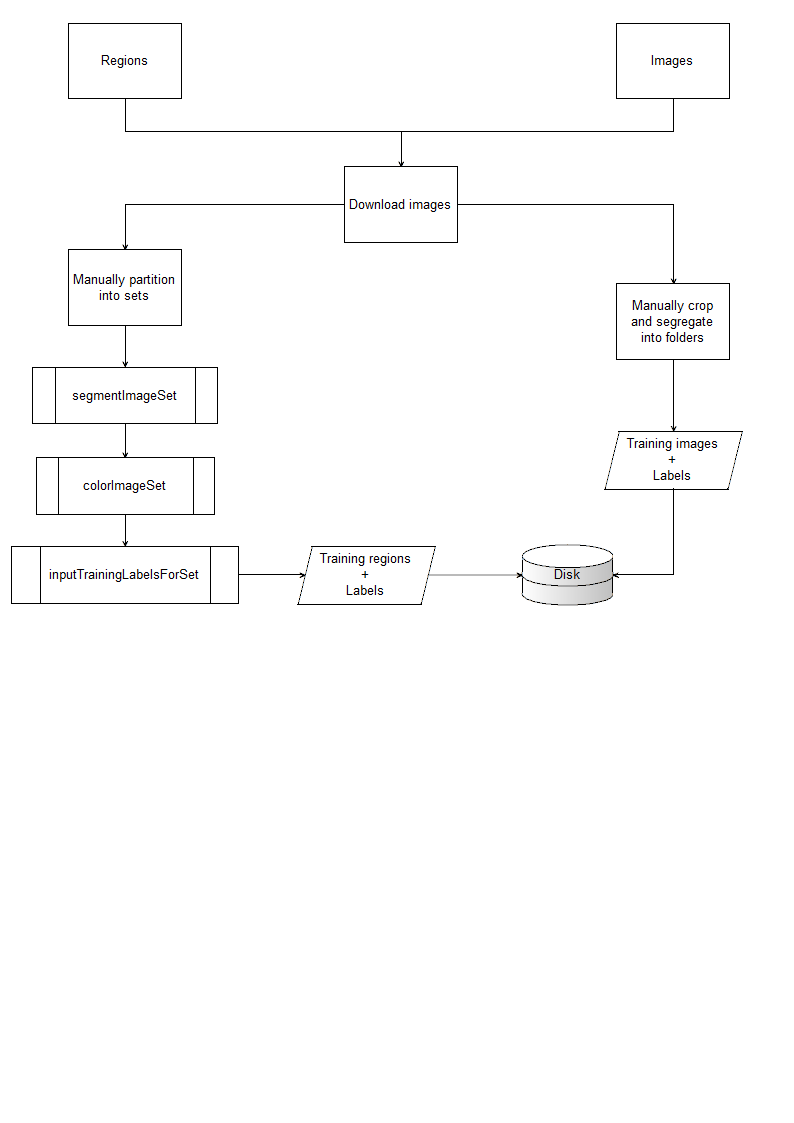 Regions
Images
Download images
Manually partition
into sets
Manually crop
and segregate
into folders
segmentImageSet
Training images
+
Labels
colorImageSet
inputTrainingLabelsForSet
Training regions
+
Labels
Disk